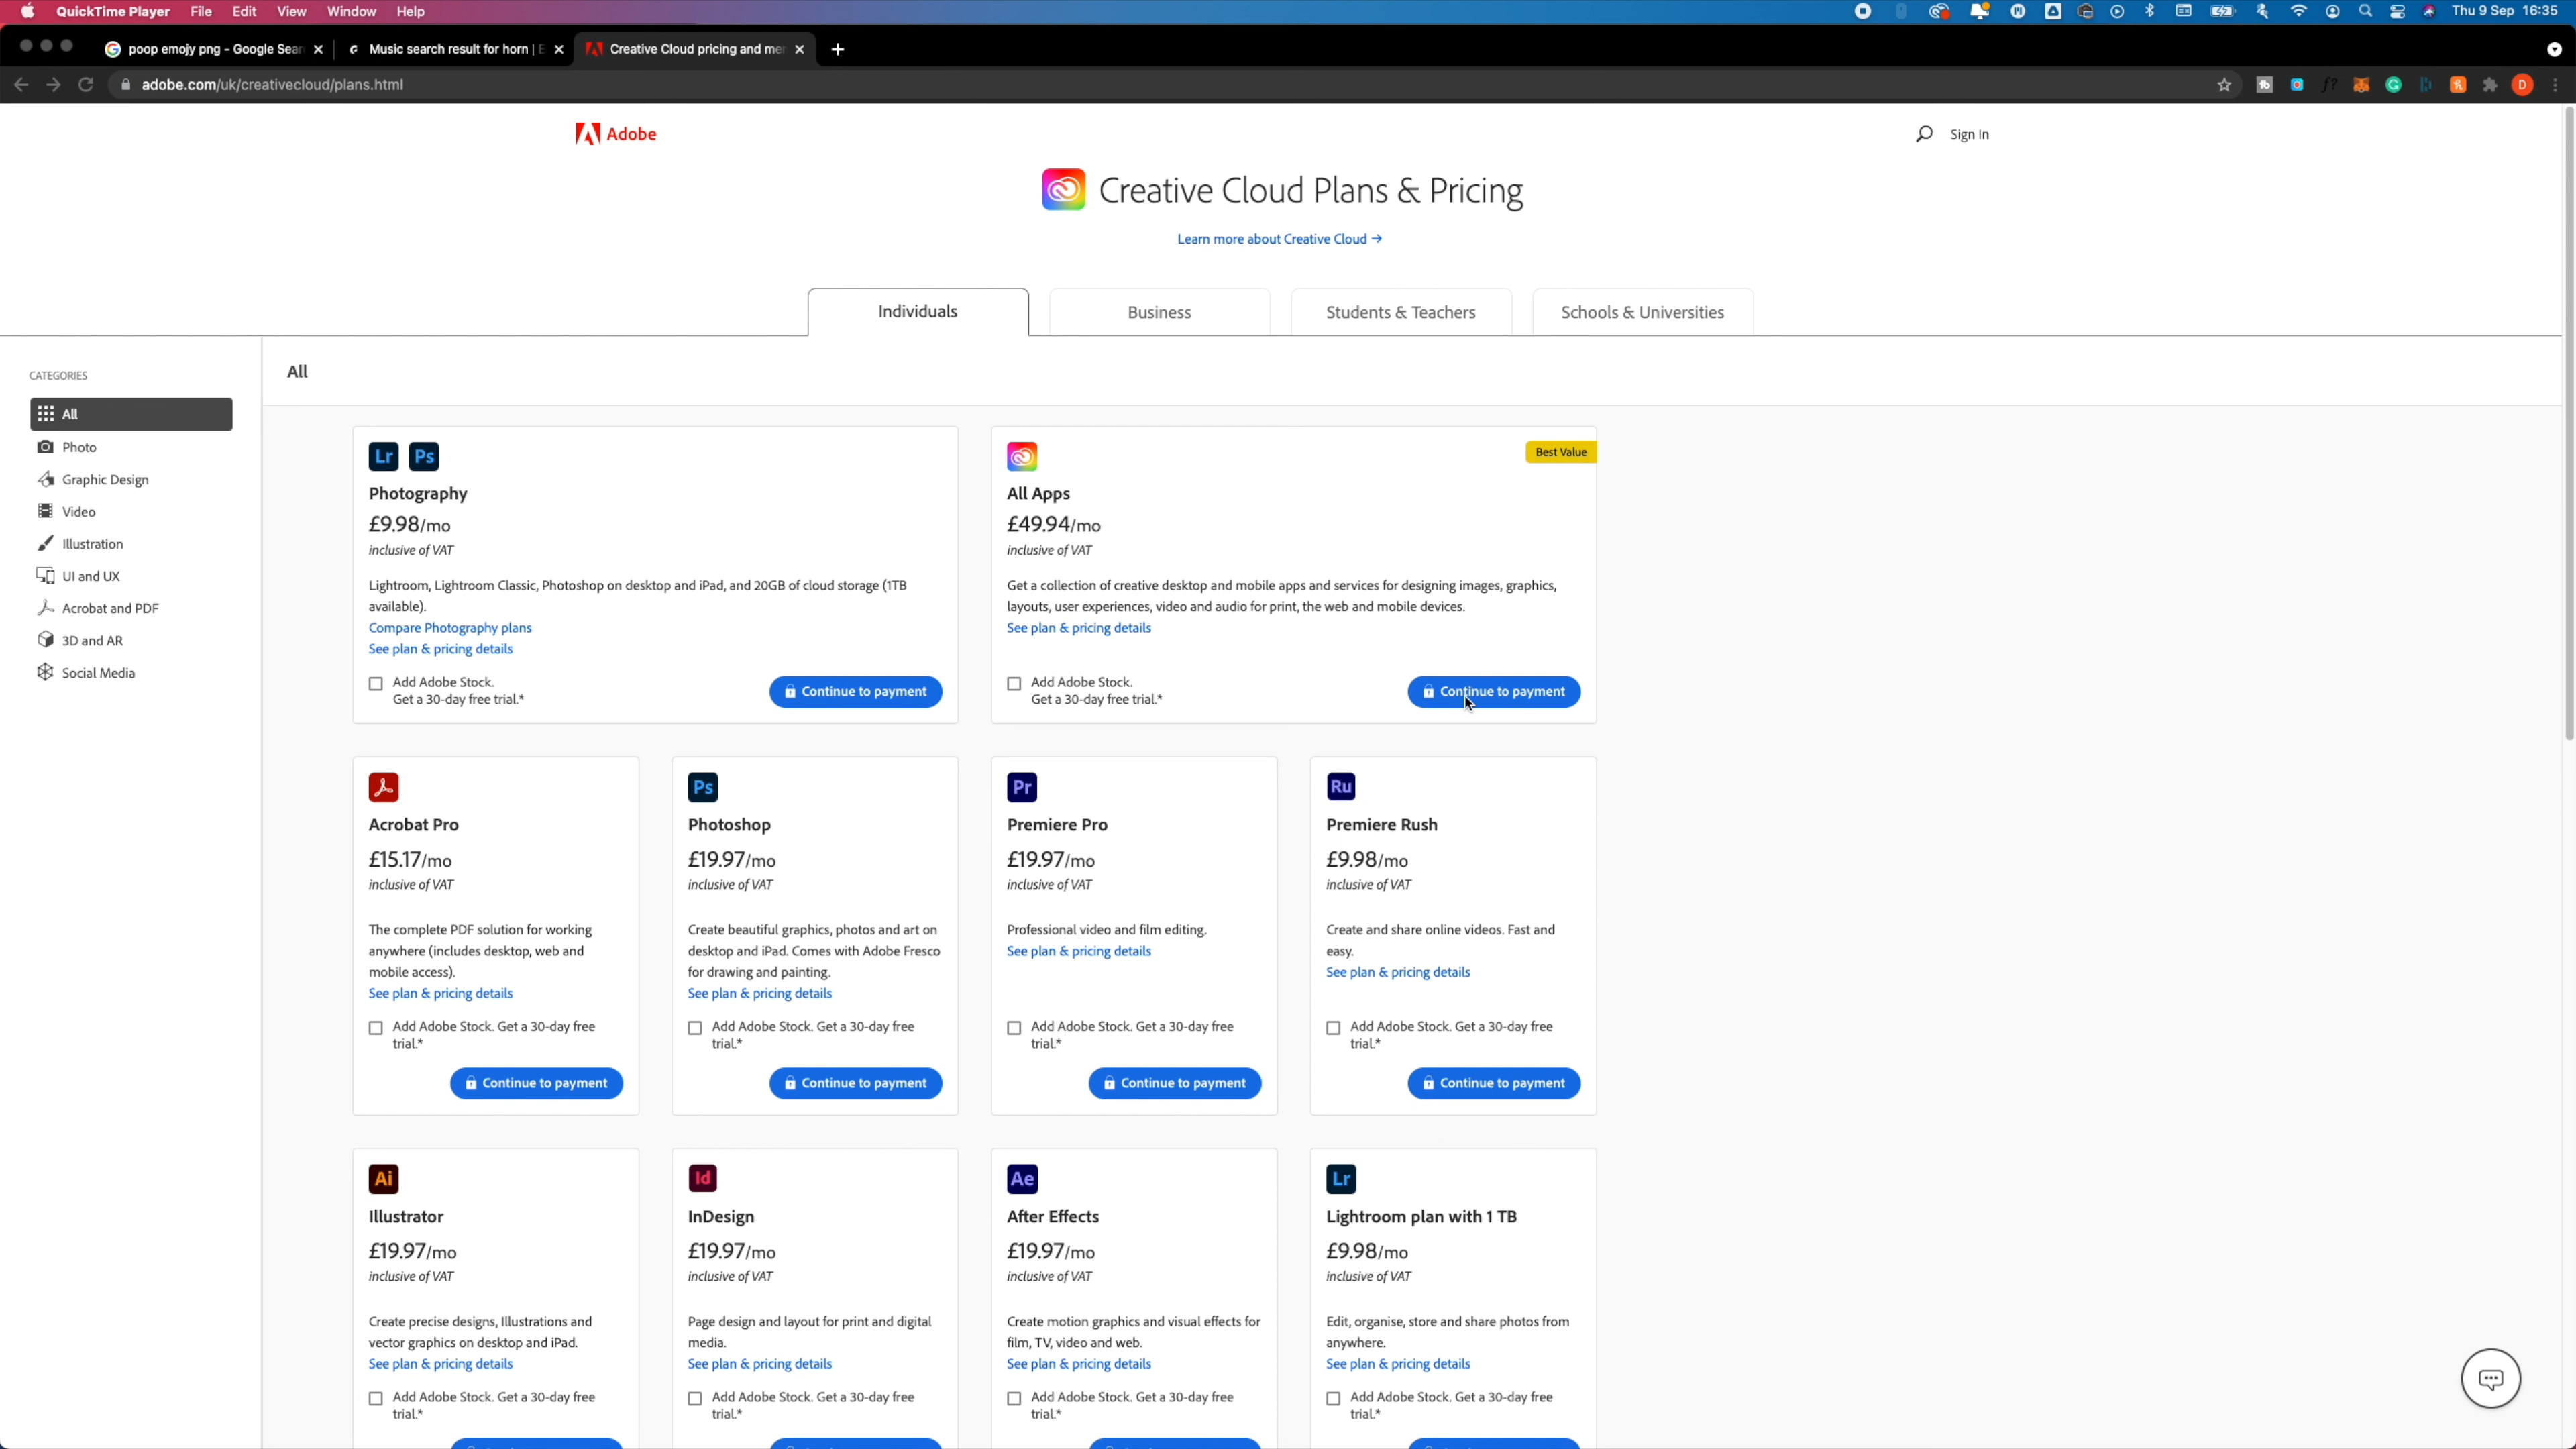 QuickTime Player File Edit View Window Help Thu 9 Sep 16:35
poop emojy png - Google Sear Music search result for horn | E Creative Cloud pricing and mer
adobe.com/uk/creativecloud/plans.html
Adobe
Sign In
Creative Cloud Plans & Pricing
Learn more about Creative Cloud →
Individuals
Business
Students & Teachers
Schools & Universities
CATEGORIES
All
Photo
Graphic Design
Video
Illustration
UI and UX
Acrobat and PDF
3D and AR
Social Media
All
Lr Ps
Photography
£9.98/mo
inclusive of VAT
Lightroom, Lightroom Classic, Photoshop on desktop and iPad, and 20GB of cloud storage (1TB
available).
Compare Photography plans
See plan & pricing details
Add Adobe Stock.
Get a 30-day free trial.*
Continue to payment
Best Value
All Apps
£49.94/mo
inclusive of VAT
Get a collection of creative desktop and mobile apps and services for designing images, graphics,
layouts, user experiences, video and audio for print, the web and mobile devices.
See plan & pricing details
Add Adobe Stock.
Get a 30-day free trial.*
Continue to payment
Acrobat Pro
£15.17/mo
inclusive of VAT
The complete PDF solution for working
anywhere (includes desktop, web and
mobile access).
See plan & pricing details
Add Adobe Stock. Get a 30-day free
trial.*
Continue to payment
Ps
Photoshop
£19.97/mo
inclusive of VAT
Create beautiful graphics, photos and art on
desktop and iPad. Comes with Adobe Fresco
for drawing and painting.
See plan & pricing details
Add Adobe Stock. Get a 30-day free
trial.*
Continue to payment
Pr
Premiere Pro
£19.97/mo
inclusive of VAT
Professional video and film editing.
See plan & pricing details
Add Adobe Stock. Get a 30-day free
trial.*
Continue to payment
Ru
Premiere Rush
£9.98/mo
inclusive of VAT
Create and share online videos. Fast and
easy.
See plan & pricing details
Add Adobe Stock. Get a 30-day free
trial.*
Continue to payment
Ai
Illustrator
£19.97/mo
inclusive of VAT
Create precise designs, Illustrations and
vector graphics on desktop and iPad.
See plan & pricing details
Add Adobe Stock. Get a 30-day free
trial.*
Id
InDesign
£19.97/mo
inclusive of VAT
Page design and layout for print and digital
media.
See plan & pricing details
Add Adobe Stock. Get a 30-day free
trial.*
Ae
After Effects
£19.97/mo
inclusive of VAT
Create motion graphics and visual effects for
film, TV, video and web.
See plan & pricing details
Add Adobe Stock. Get a 30-day free
trial.*
Lr
Lightroom plan with 1 TB
£9.98/mo
inclusive of VAT
Edit, organise, store and share photos from
anywhere.
See plan & pricing details
Add Adobe Stock. Get a 30-day free
trial.*